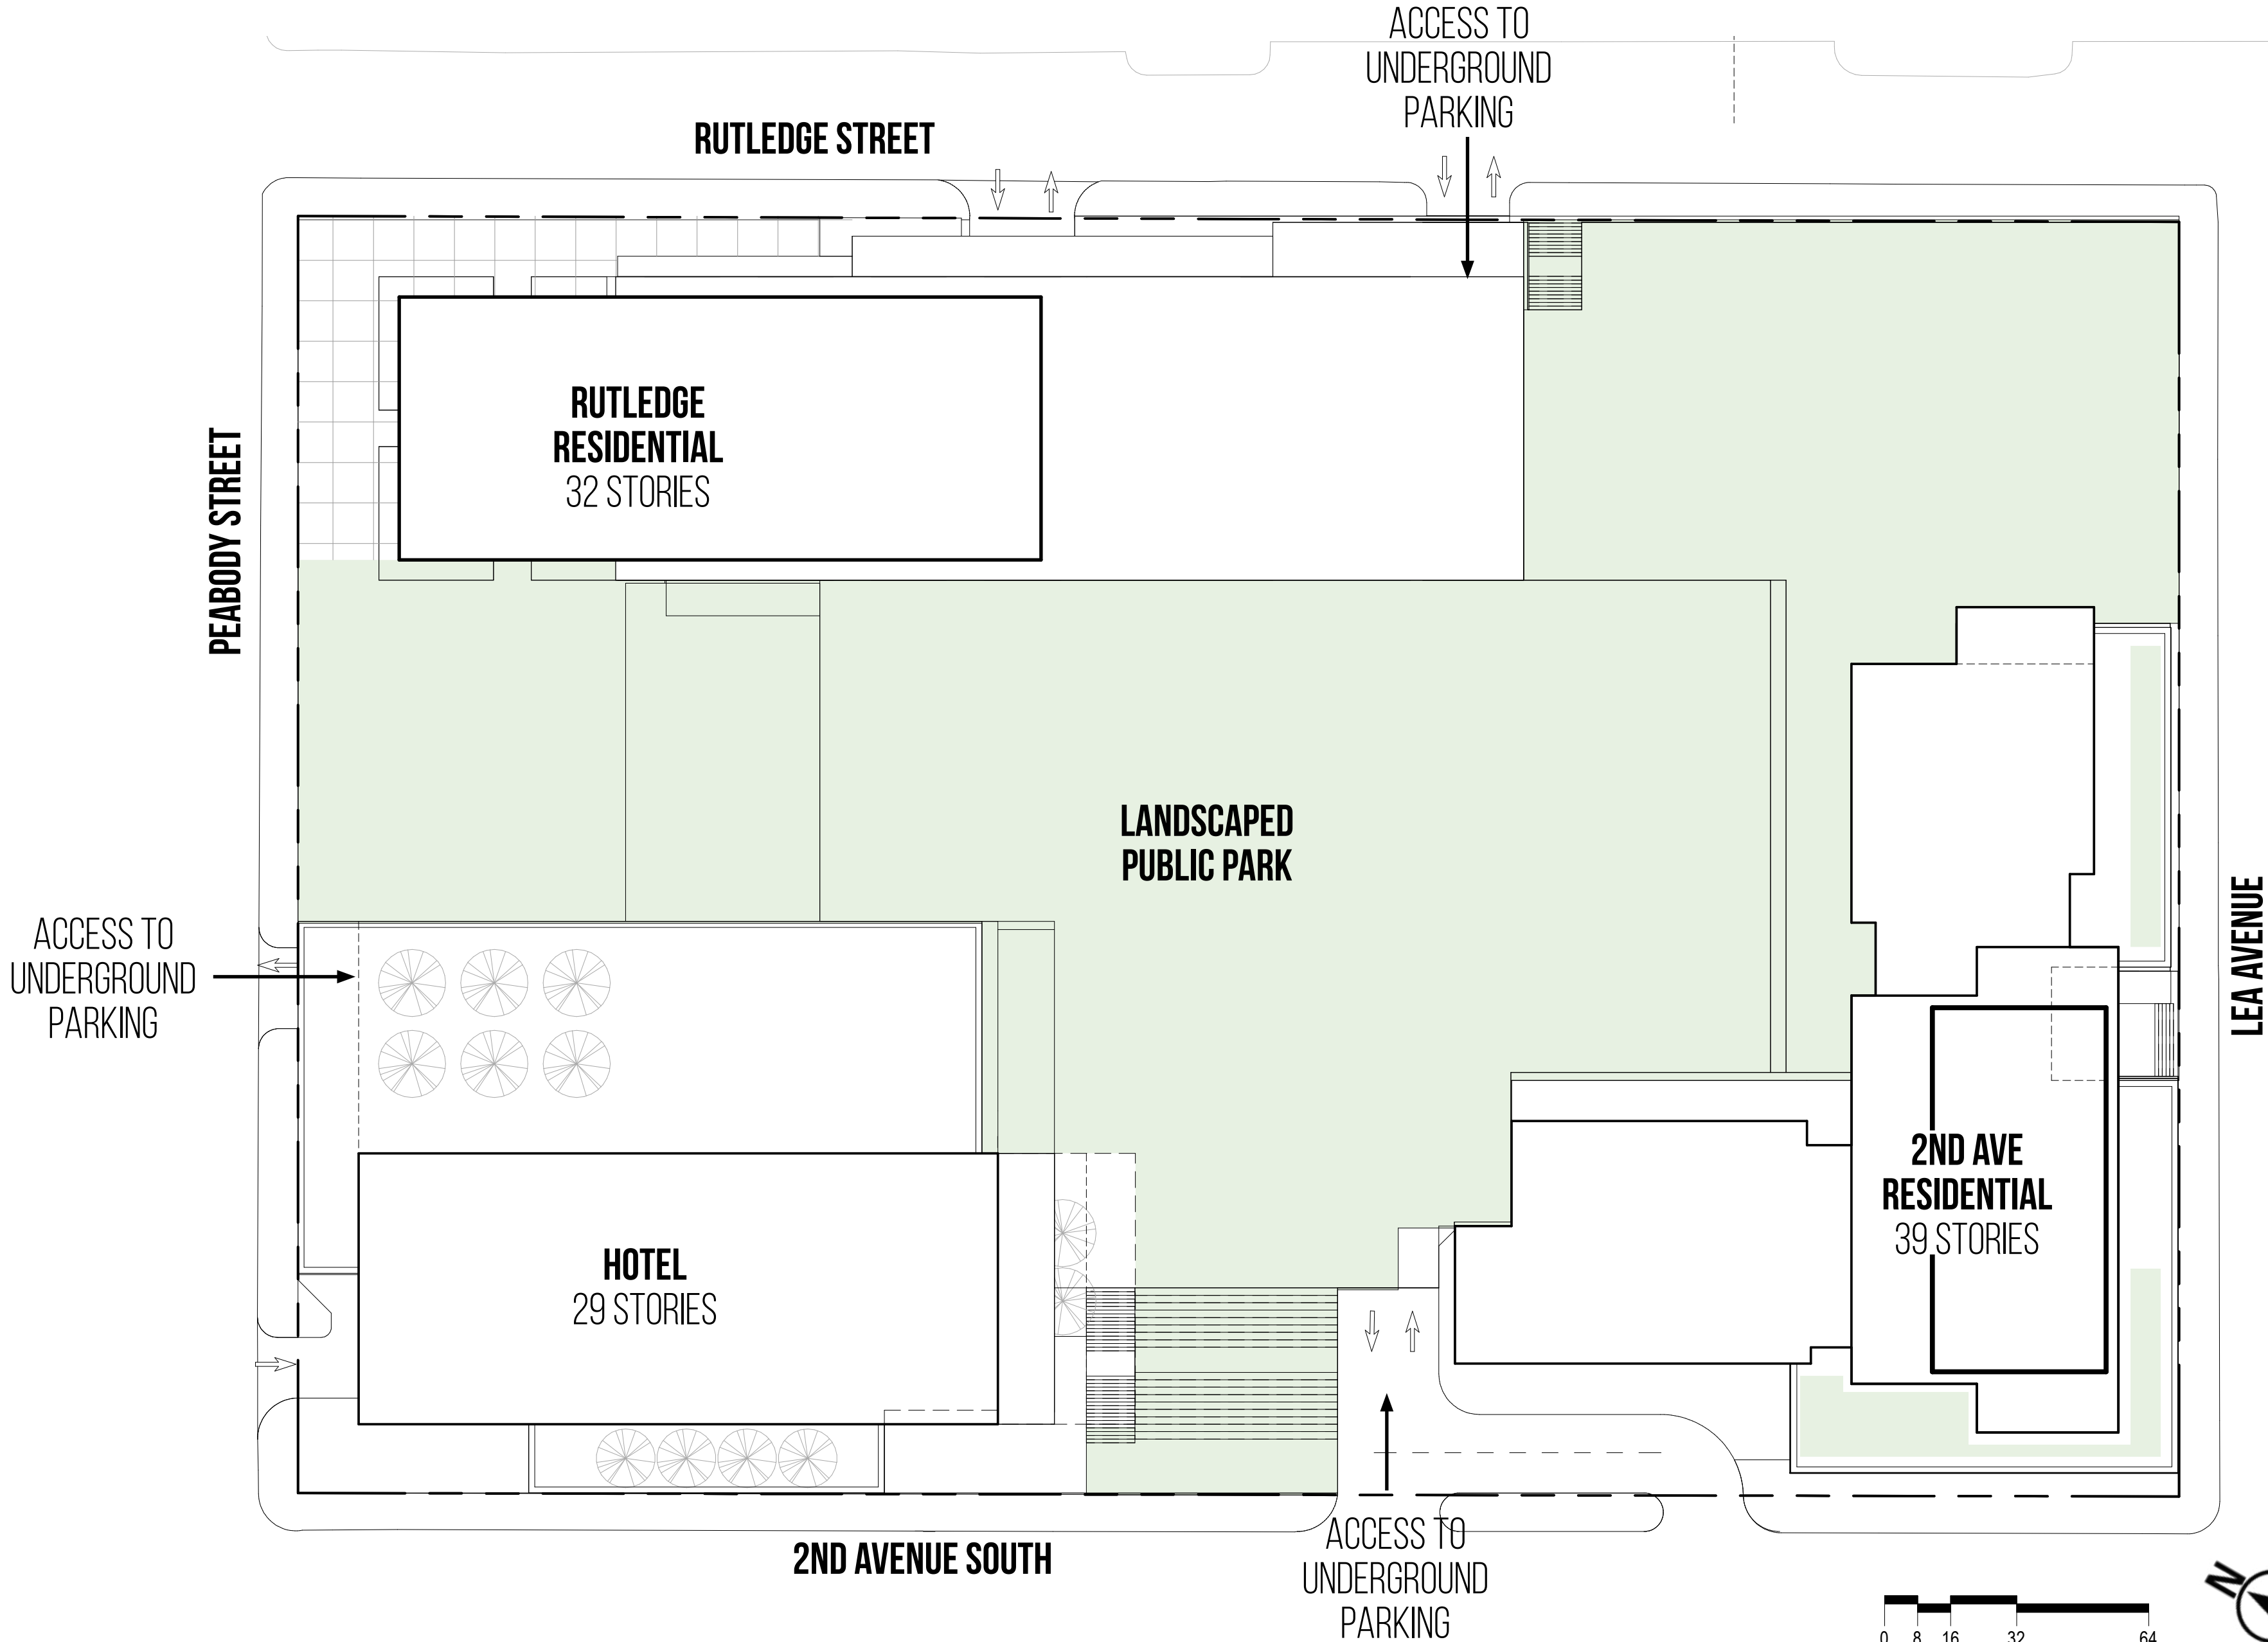 ACCESS TO
UNDERGROUND
PARKING
RUTLEDGE STREET
RUTLEDGE
RESIDENTIAL
32 STORIES
PEABODY STREET
LANDSCAPED
PUBLIC PARK
LEA AVENUE
ACCESS TO
UNDERGROUND
PARKING
2ND AVE
RESIDENTIAL
39 STORIES
HOTEL
29 STORIES
2ND AVENUE SOUTH
ACCESS TO
UNDERGROUND
PARKING
N
0 8 16 32 64